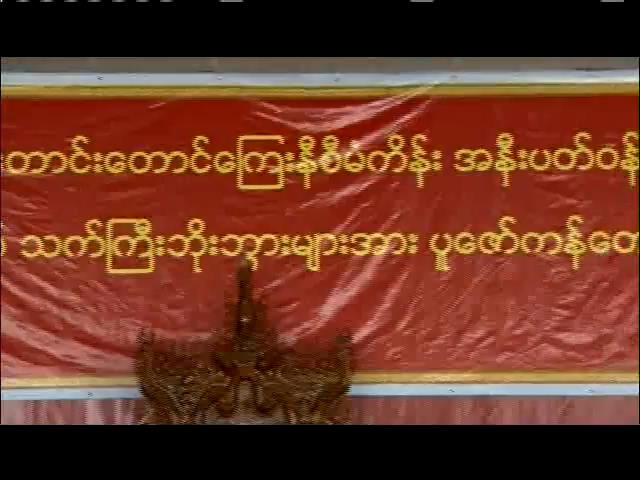 တောင်းတောင်ကြေးနီစီမံကိန်း အနီးပတ်ဝန်
သက်ကြီးဘိုးဘွားများအား ပူဇော်ကန်တော